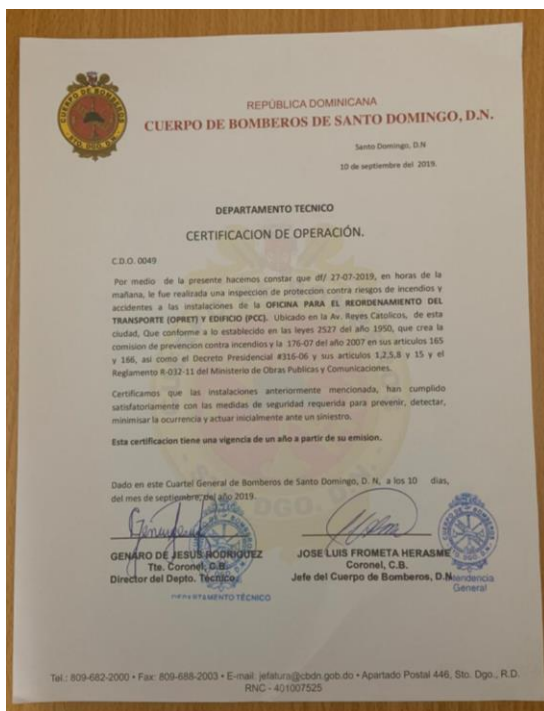 REPÚBLICA DOMINICANA
CUERPO DE BOMBEROS DE SANTO DOMINGO, D.N.
CUERPO DE BOMBEROS
STO. DGO. D.N.
Santo Domingo, D.N
10 de septiembre del 2019.
DEPARTAMENTO TECNICO
CERTIFICACION DE OPERACIÓN.
C.D.O. 0049
Por medio de la presente hacemos constar que df/ 27-07-2019, en horas de la
mañana, le fue realizada una inspeccion de proteccion contra riesgos de incendios y
accidentes a las instalaciones de la OFICINA PARA EL REORDENAMIENTO DEL
TRANSPORTE (OPRET) Y EDIFICIO (PCC). Ubicado en la Av. Reyes Catolicos, de esta
ciudad, Que conforme a lo establecido en las leyes 2527 del año 1950, que crea la
comision de prevencion contra incendios y la 176-07 del año 2007 en sus articulos 165
y 166, asi como el Decreto Presidencial #316-06 y sus articulos 1,2,5,8 y 15 y el
Reglamento R-032-11 del Ministerio de Obras Publicas y Comunicaciones.
Certificamos que las instalaciones anteriormente mencionada, han cumplido
satisfactoriamente con las medidas de seguridad requerida para prevenir, detectar,
minimisar la ocurrencia y actuar inicialmente ante un siniestro.
Esta certificacion tiene una vigencia de un año a partir de su emision.
Dado en este Cuartel General de Bomberos de Santo Domingo, D. N, a los 10 dias,
del mes de septiembre, del año 2019.
GENARO DE JESUS RODRIGUEZ
Tte. Coronel, C.B.
Director del Depto. Técnico
DEPARTAMENTO TÉCNICO
JOSE LUIS FROMETA HERASME
Coronel, C.B.
Jefe del Cuerpo de Bomberos, D.N
Intendencia
General
Tel.: 809-682-2000 • Fax: 809-688-2003 • E-mail: jefatura@cbdn.gob.do • Apartado Postal 446, Sto. Dgo., R.D.
RNC - 401007525